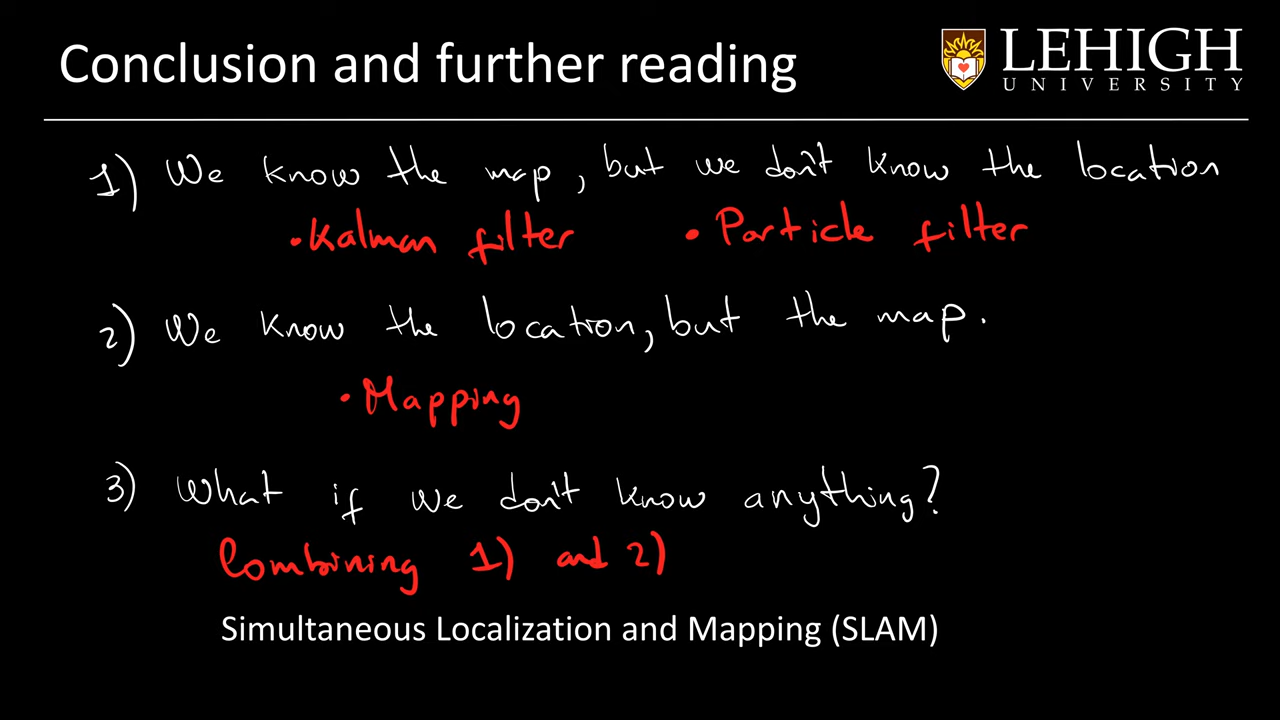 Conclusion and further reading
LEHIGH
UNIVERSITY
1) We know the map, but we don't know the location
•Kalman filter •Particle filter
2) We know the location, but the map.
•Mapping
3) What if we don't know anything?
Combining 1) and 2)
Simultaneous Localization and Mapping (SLAM)